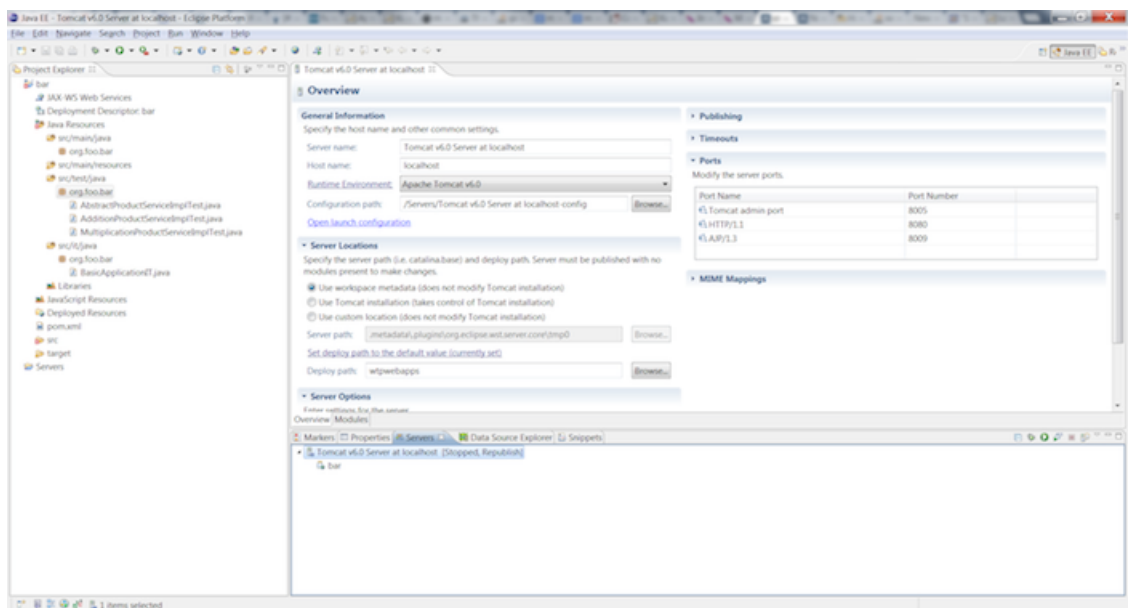 Java EE - Tomcat v6.0 Server at localhost - Eclipse Platform
File Edit Navigate Search Project Run Window Help
Java EE
Project Explorer
bar
JAX-WS Web Services
Deployment Descriptor: bar
Java Resources
src/main/java
org.foo.bar
src/main/resources
src/test/java
org.foo.bar
AbstractProductServiceImplTest.java
AdditionProductServiceImplTest.java
MultiplicationProductServiceImplTest.java
src/it/java
org.foo.bar
BasicApplicationIT.java
Libraries
JavaScript Resources
Deployed Resources
pom.xml
src
target
Servers
Tomcat v6.0 Server at localhost
Overview
General Information
Specify the host name and other common settings.
Server name: Tomcat v6.0 Server at localhost
Host name: localhost
Runtime Environment: Apache Tomcat v6.0
Configuration path: /Servers/Tomcat v6.0 Server at localhost-config Browse...
Open launch configuration
Server Locations
Specify the server path (i.e. catalina.base) and deploy path. Server must be published with no
modules present to make changes.
Use workspace metadata (does not modify Tomcat installation)
Use Tomcat installation (takes control of Tomcat installation)
Use custom location (does not modify Tomcat installation)
Server path: .metadata\.plugins\org.eclipse.wst.server.core\tmp0 Browse...
Set deploy path to the default value (currently set)
Deploy path: wtpwebapps Browse...
Server Options
Enter settings for the server.
Publishing
Timeouts
Ports
Modify the server ports.
Port Name Port Number
Tomcat admin port 8005
HTTP/1.1 8080
AJP/1.3 8009
MIME Mappings
Overview Modules
Markers Properties Servers Data Source Explorer Snippets
Tomcat v6.0 Server at localhost [Stopped, Republish]
bar
1 items selected